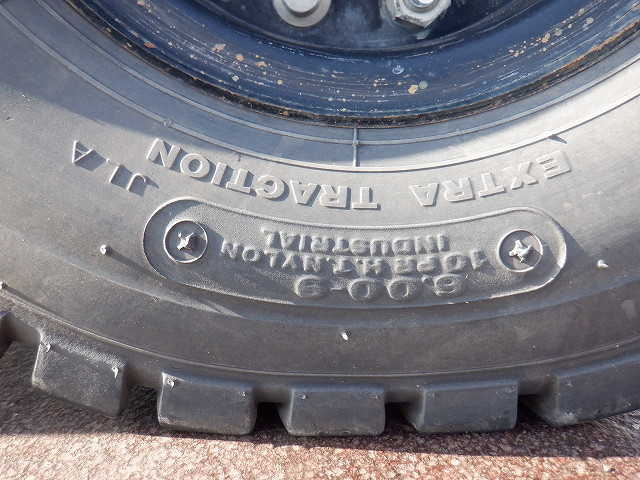 6.00-9
10PR H.T. NYLON
INDUSTRIAL
EXTRA TRACTION